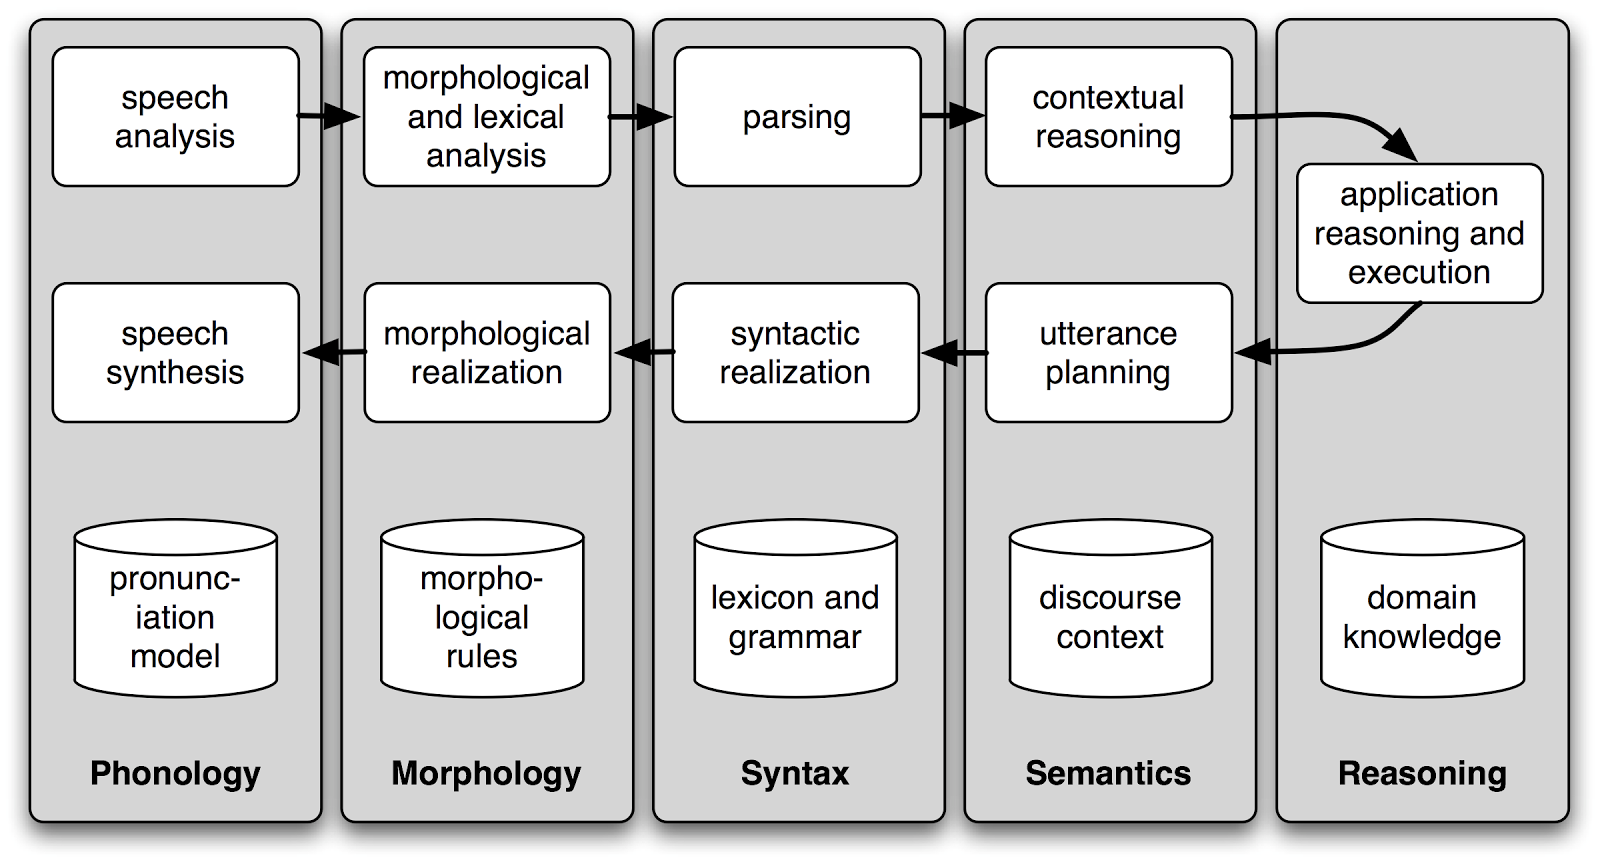 speech
analysis
morphological
and lexical
analysis
parsing
contextual
reasoning
application
reasoning and
execution
speech
synthesis
morphological
realization
syntactic
realization
utterance
planning
pronunc-
iation
model
morpho-
logical
rules
lexicon and
grammar
discourse
context
domain
knowledge
Phonology
Morphology
Syntax
Semantics
Reasoning